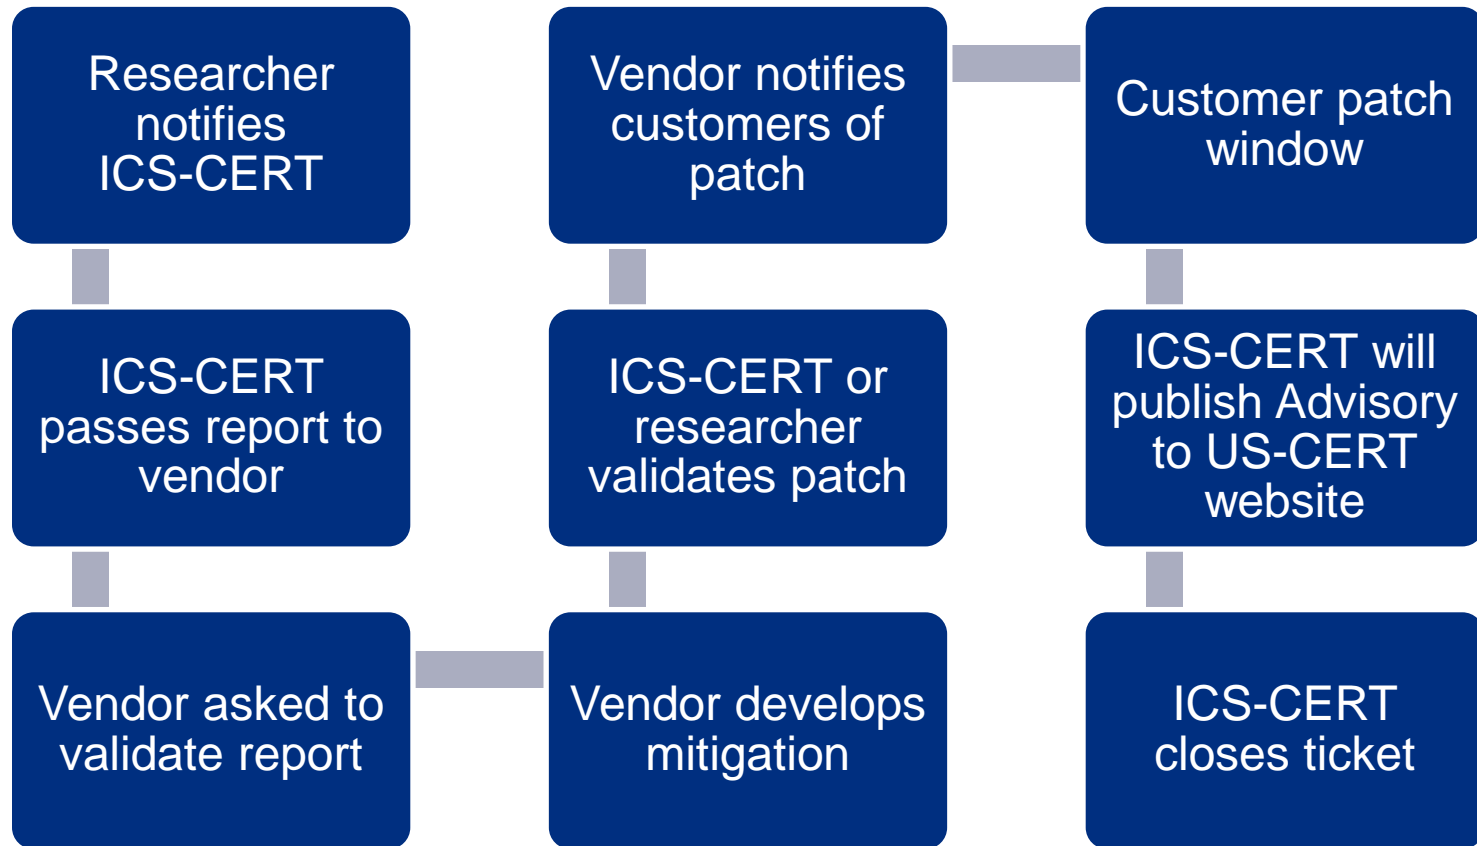 Researcher
notifies
ICS-CERT
ICS-CERT
passes report to
vendor
Vendor asked to
validate report
Vendor develops
mitigation
ICS-CERT or
researcher
validates patch
Vendor notifies
customers of
patch
Customer patch
window
ICS-CERT will
publish Advisory
to US-CERT
website
ICS-CERT
closes ticket